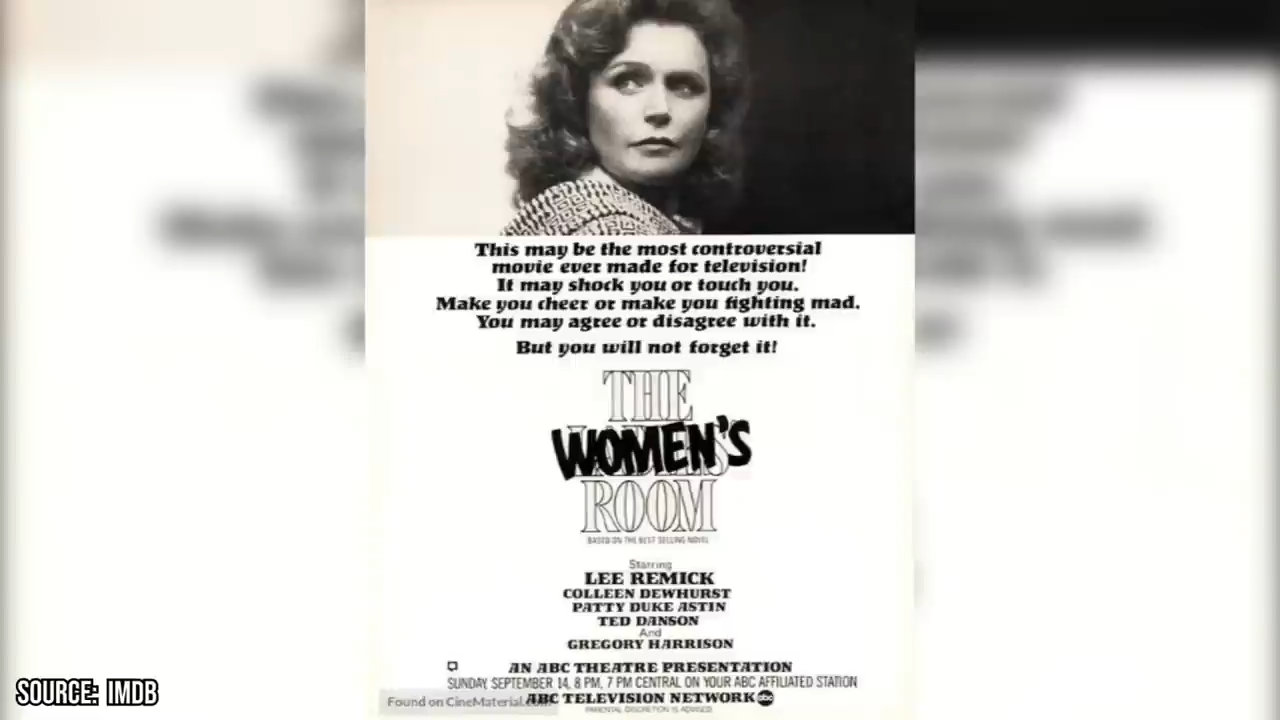 This may be the most controversial
movie ever made for television!
It may shock you or touch you.
Make you cheer or make you fighting mad.
You may agree or disagree with it.
But you will not forget it!
THE
WOMEN'S
ROOM
BASED ON THE BEST SELLING NOVEL
Starring
LEE REMICK
COLLEEN DEWHURST
PATTY DUKE ASTIN
TED DANSON
And
GREGORY HARRISON
AN ABC THEATRE PRESENTATION
SUNDAY, SEPTEMBER 14, 8 PM, 7 PM CENTRAL ON YOUR ABC AFFILIATED STATION
ABC TELEVISION NETWORK abc
PARENTAL DISCRETION IS ADVISED
Found on CineMaterial.com
SOURCE: IMDB